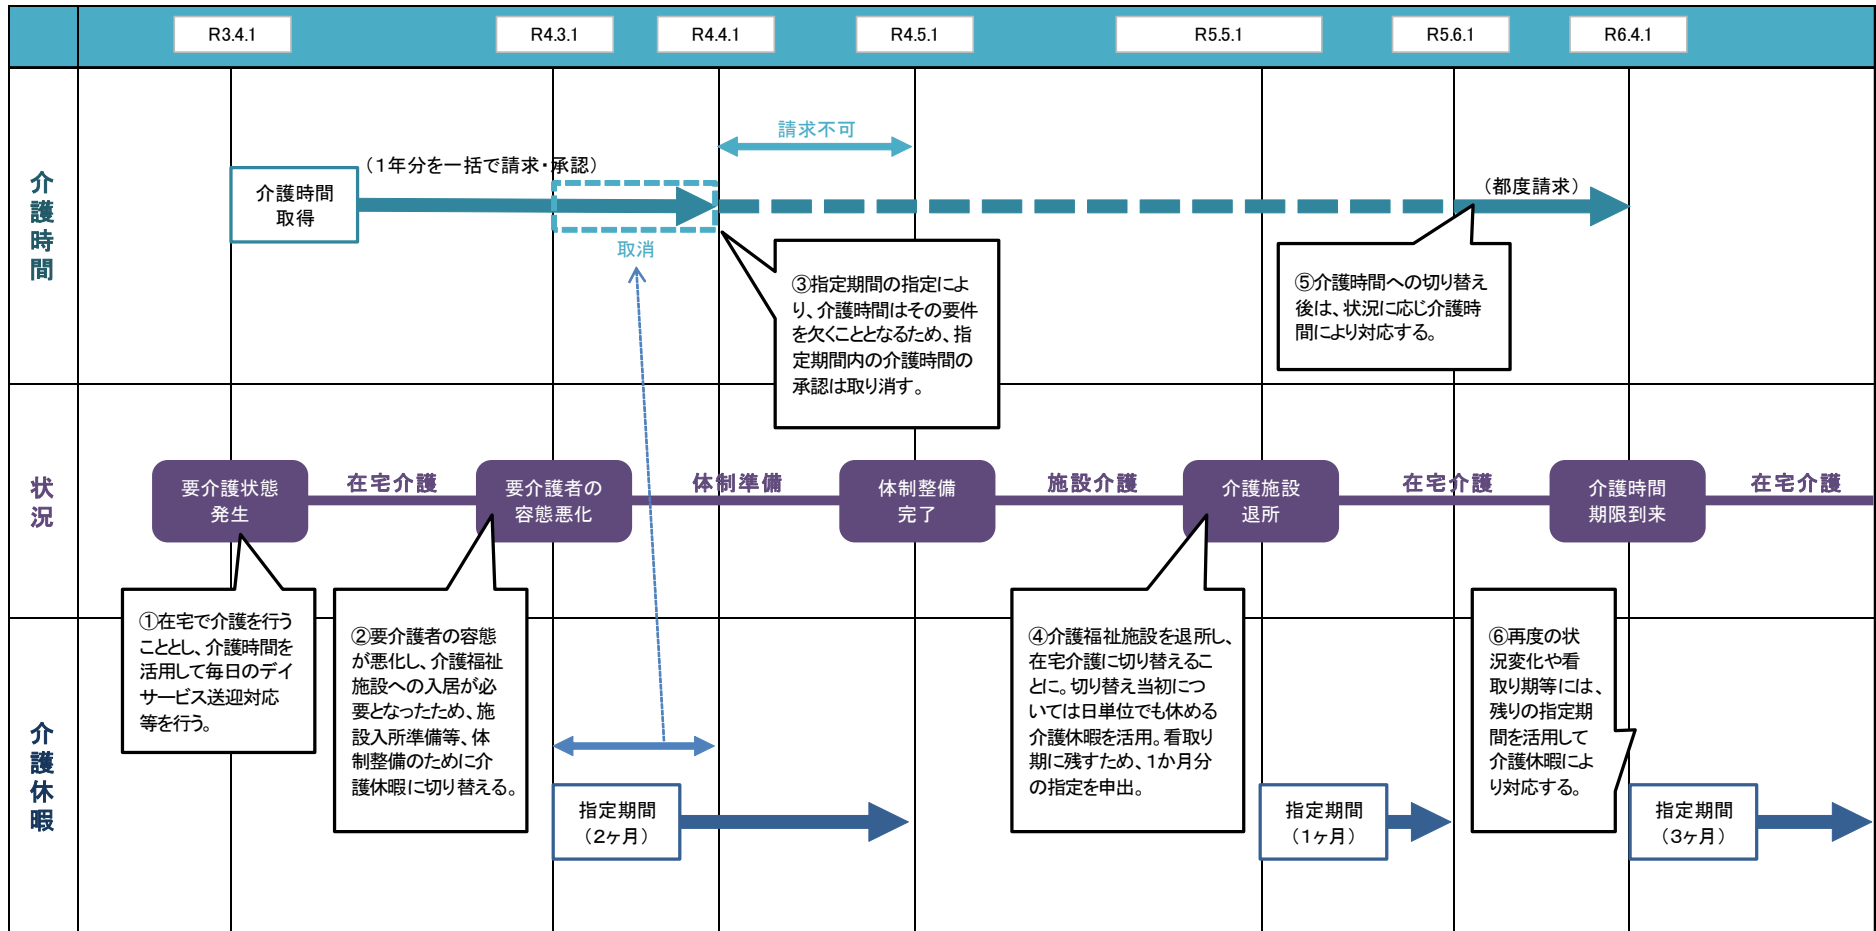 R3.4.1
R4.3.1
R4.4.1
R4.5.1
R5.5.1
R5.6.1
R6.4.1
介護時間
介護時間
取得
（１年分を一括で請求・承認）
請求不可
取消
（都度請求）
③指定期間の指定によ
り、介護時間はその要件
を欠くこととなるため、指
定期間内の介護時間の
承認は取り消す。
⑤介護時間への切り替え
後は、状況に応じ介護時
間により対応する。
状況
要介護状態
発生
在宅介護
要介護者の
容態悪化
体制準備
体制整備
完了
施設介護
介護施設
退所
在宅介護
介護時間
期限到来
在宅介護
①在宅で介護を行う
こととし、介護時間を
活用して毎日のデイ
サービス送迎対応
等を行う。
②要介護者の容態
が悪化し、介護福祉
施設への入居が必
要となったため、施
設入所準備等、体
制整備のために介
護休暇に切り替える。
④介護福祉施設を退所し、
在宅介護に切り替えるこ
とに。切り替え当初につ
いては日単位でも休める
介護休暇を活用。看取り
期に残すため、１か月分
の指定を申出。
⑥再度の状
況変化や看
取り期等には、
残りの指定期
間を活用して
介護休暇によ
り対応する。
介護休暇
指定期間
（２ヶ月）
指定期間
（１ヶ月）
指定期間
（３ヶ月）